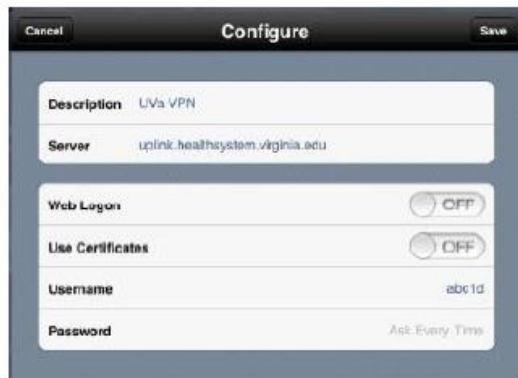 Cancel Configure Save
Description UVa VPN
Server uplink.healthsystem.virginia.edu
Web Logon OFF
Use Certificates OFF
Username abc1d
Password Ask Every Time